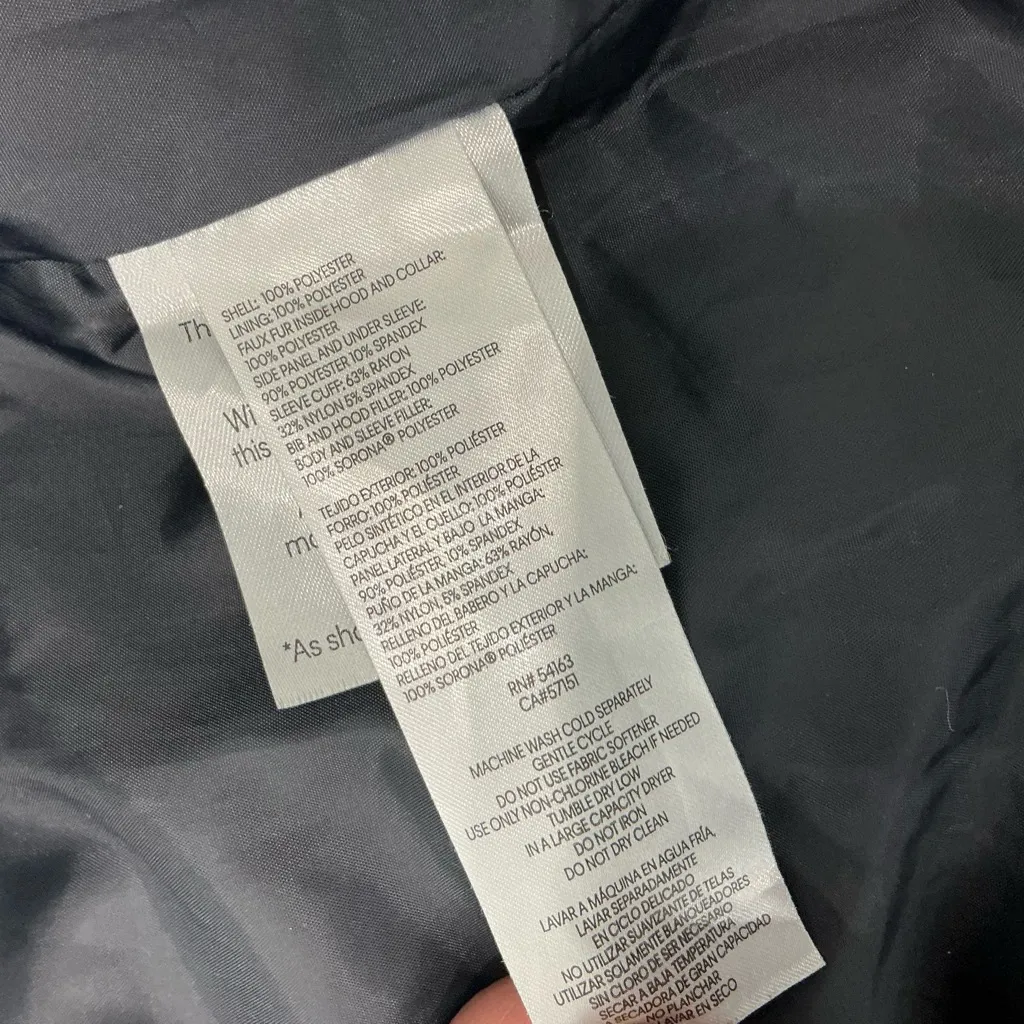 SHELL: 100% POLYESTER
LINING: 100% POLYESTER
FAUX FUR INSIDE HOOD AND COLLAR:
100% POLYESTER
SIDE PANEL AND UNDER SLEEVE:
90% POLYESTER 10% SPANDEX
SLEEVE CUFF: 63% RAYON
32% NYLON 5% SPANDEX
BIB AND HOOD FILLER: 100% POLYESTER
BODY AND SLEEVE FILLER:
100% SORONA® POLYESTER
TEJIDO EXTERIOR: 100% POLIÉSTER
FORRO: 100% POLIÉSTER
PELO SINTÉTICO EN EL INTERIOR DE LA
CAPUCHA Y EL CUELLO: 100% POLIÉSTER
PANEL LATERAL Y BAJO LA MANGA:
90% POLIÉSTER, 10% SPANDEX
PUÑO DE LA MANGA: 63% RAYÓN,
32% NYLON, 5% SPANDEX
RELLENO DEL BABERO Y LA CAPUCHA:
100% POLIÉSTER
RELLENO DEL TEJIDO EXTERIOR Y LA MANGA:
100% SORONA® POLIÉSTER
RN# 54163
CA#57151
MACHINE WASH COLD SEPARATELY
GENTLE CYCLE
DO NOT USE FABRIC SOFTENER
USE ONLY NON-CHLORINE BLEACH IF NEEDED
TUMBLE DRY LOW
IN A LARGE CAPACITY DRYER
DO NOT IRON
DO NOT DRY CLEAN
LAVAR A MÁQUINA EN AGUA FRÍA,
LAVAR SEPARADAMENTE
EN CICLO DELICADO
NO UTILIZAR SUAVIZANTE DE TELAS
UTILIZAR SOLAMENTE BLANQUEADORES
SIN CLORO DE SER NECESARIO
SECAR A BAJA TEMPERATURA
SECADORA DE GRAN CAPACIDAD
NO PLANCHAR
LAVAR EN SECO
Th
Wi
this
mo
*As sho